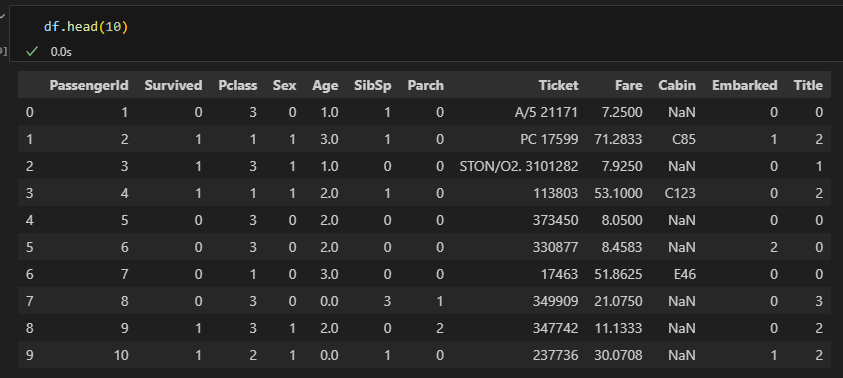 df.head(10)
0.0s
PassengerId Survived Pclass Sex Age SibSp Parch Ticket Fare Cabin Embarked Title
0 1 0 3 0 1.0 1 0 A/5 21171 7.2500 NaN 0 0
1 2 1 1 1 3.0 1 0 PC 17599 71.2833 C85 1 2
2 3 1 3 1 1.0 0 0 STON/O2. 3101282 7.9250 NaN 0 1
3 4 1 1 1 2.0 1 0 113803 53.1000 C123 0 2
4 5 0 3 0 2.0 0 0 373450 8.0500 NaN 0 0
5 6 0 3 0 2.0 0 0 330877 8.4583 NaN 2 0
6 7 0 1 0 3.0 0 0 17463 51.8625 E46 0 0
7 8 0 3 0 0.0 3 1 349909 21.0750 NaN 0 3
8 9 1 3 1 2.0 0 2 347742 11.1333 NaN 0 2
9 10 1 2 1 0.0 1 0 237736 30.0708 NaN 1 2